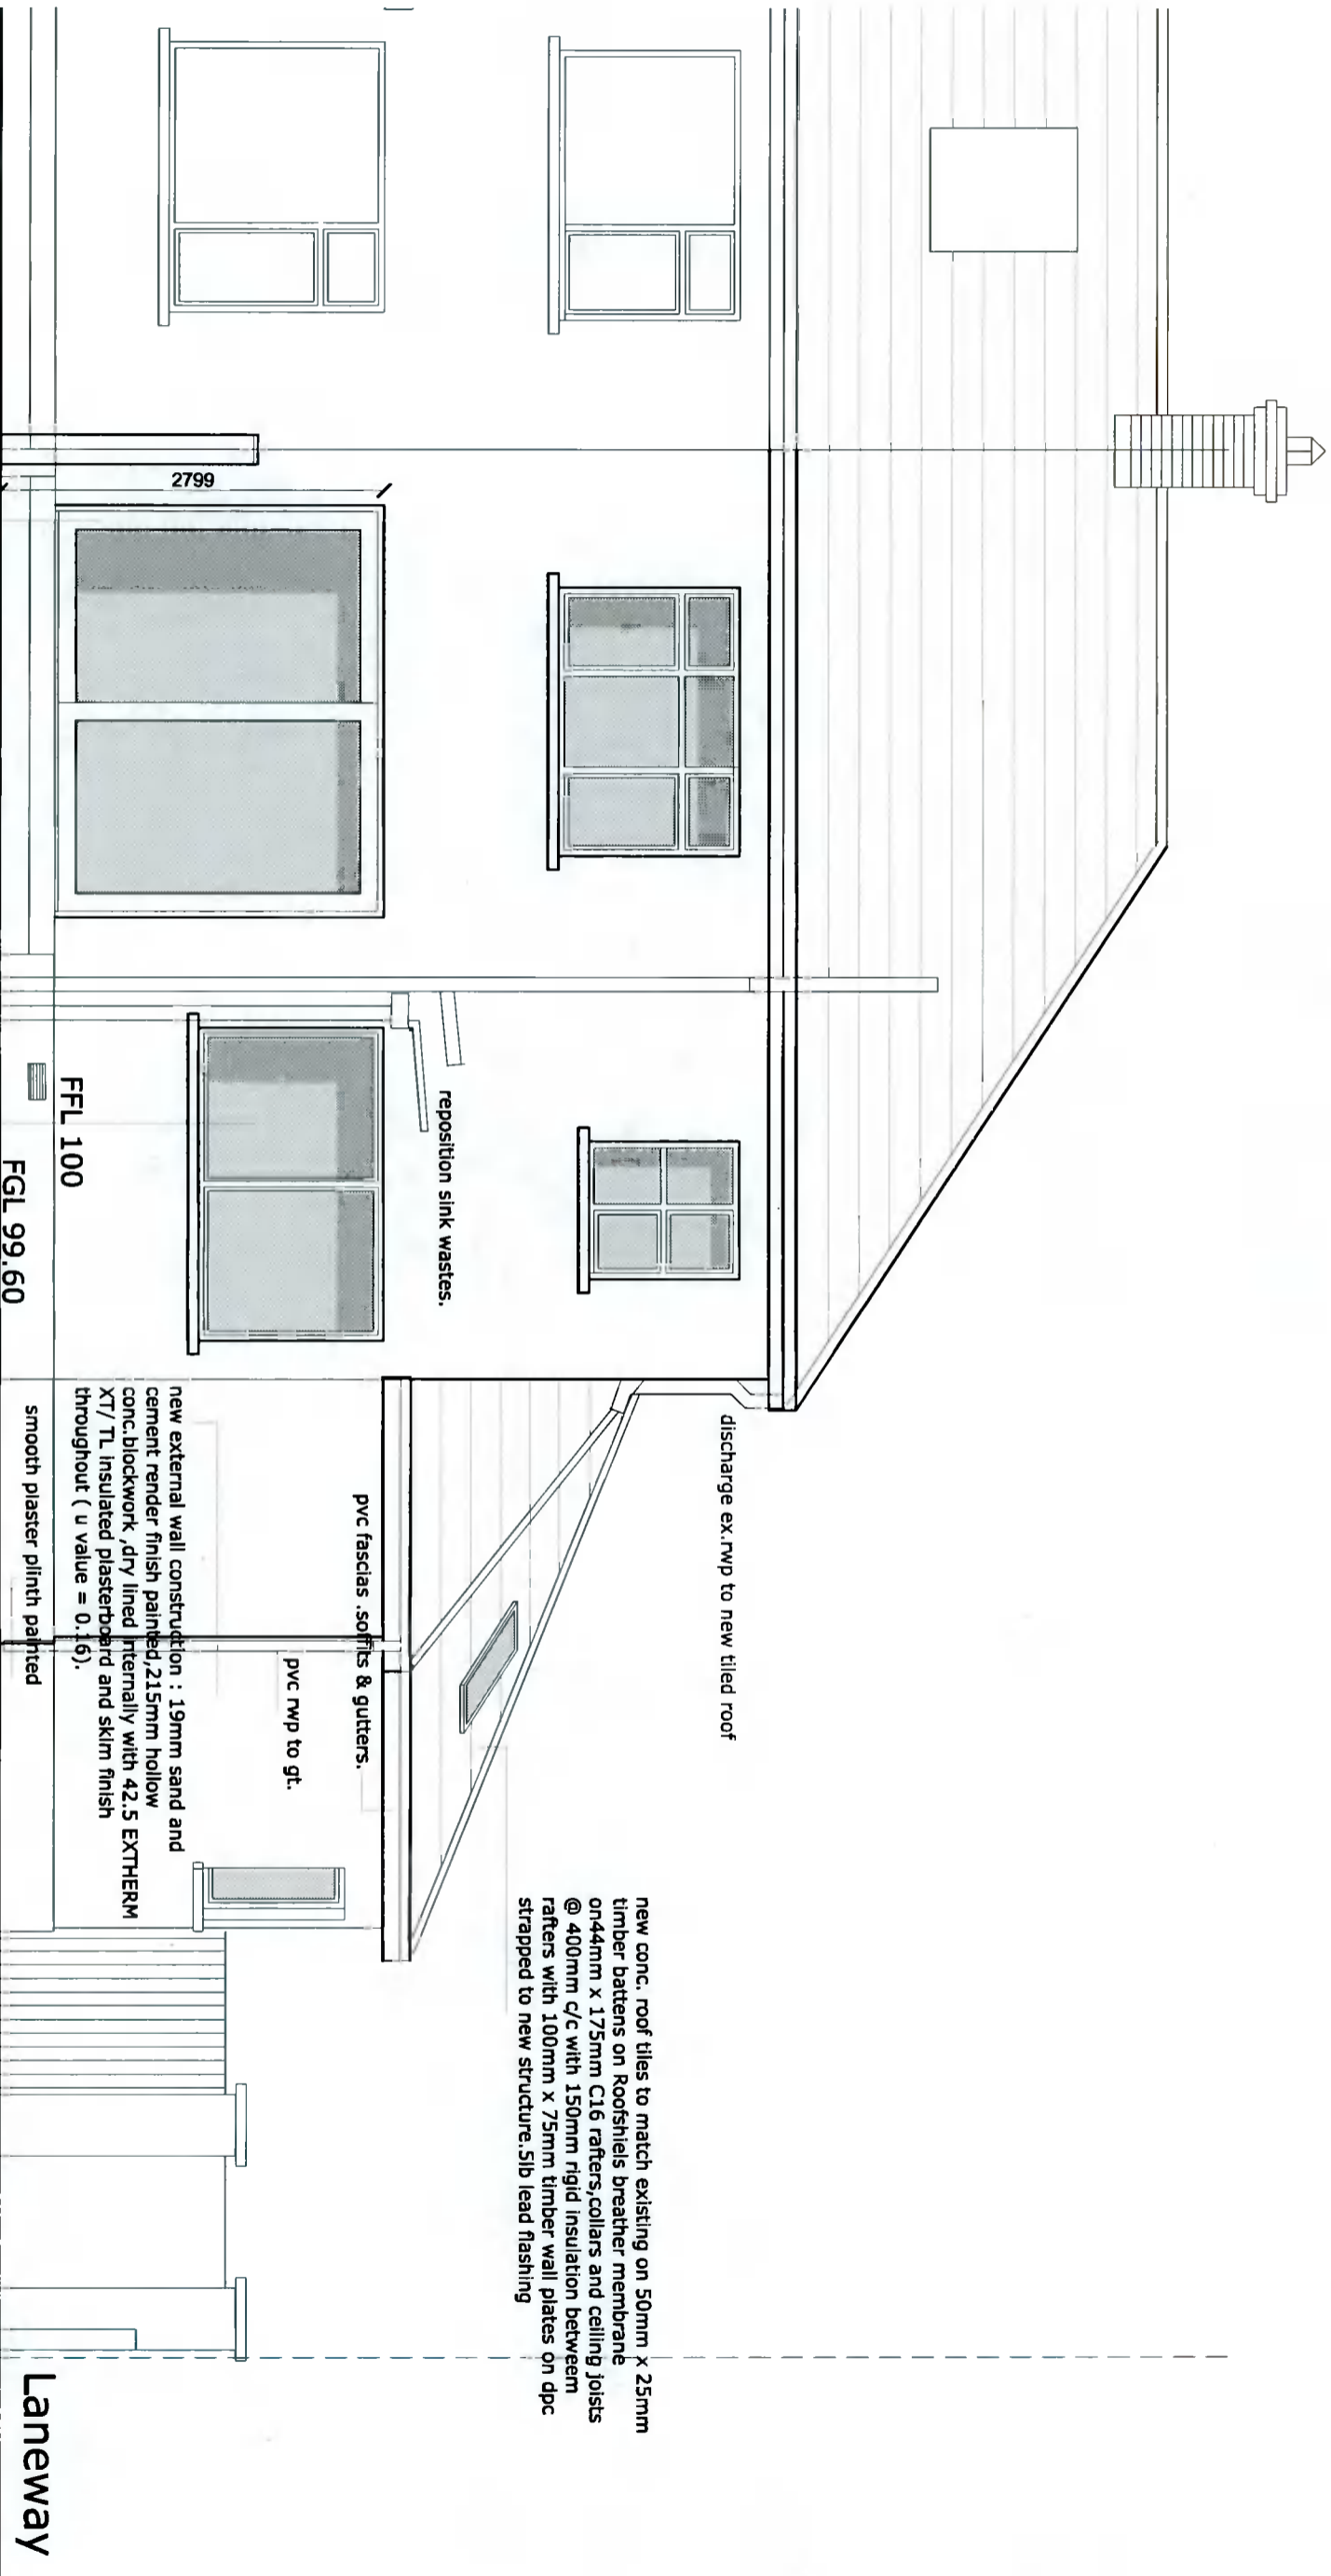 2799
reposition sink wastes.
FFL 100
FGL 99.60
discharge ex.rwp to new tiled roof
new conc. roof tiles to match existing on 50mm x 25mm
timber battens on Roofshiels breather membrane
on44mm x 175mm C16 rafters,collars and ceiling joists
@ 400mm c/c with 150mm rigid insulation betweem
rafters with 100mm x 75mm timber wall plates on dpc
strapped to new structure.5lb lead flashing
pvc fascias .soffits & gutters.
pvc rwp to gt.
new external wall construction : 19mm sand and
cement render finish painted,215mm hollow
conc.blockwork ,dry lined internally with 42.5 EXTHERM
XT/ TL insulated plasterboard and skim finish
throughout ( u value = 0.16).
smooth plaster plinth painted
Laneway